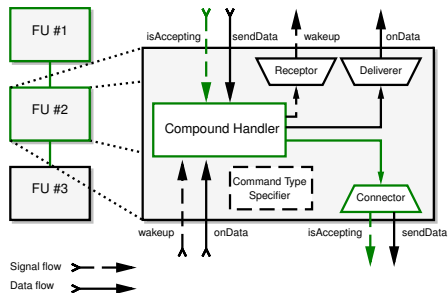 FU #1
isAccepting
sendData
wakeup
onData
Receptor
Deliverer
FU #2
Compound Handler
Command Type
Specifier
FU #3
Connector
wakeup
onData
isAccepting
sendData
Signal flow
Data flow